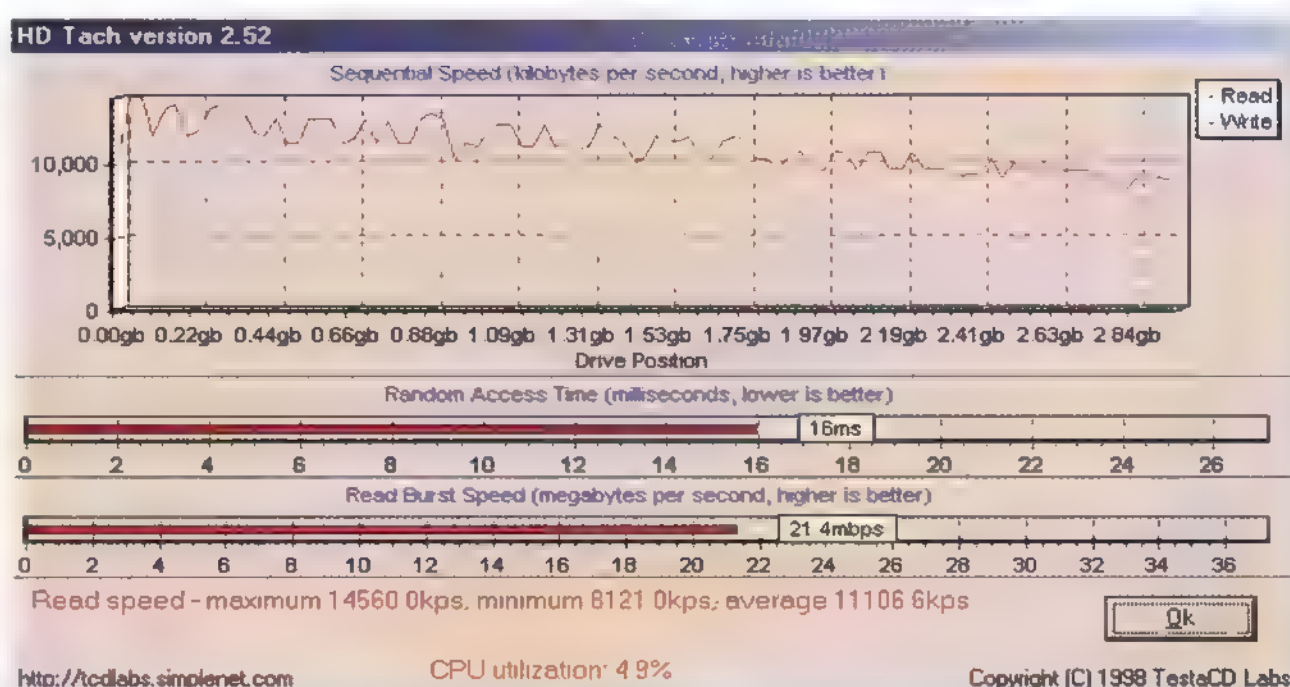 HD Tach version 2.52
Sequential Speed (kilobytes per second, higher is better)
- Read
- Write
10,000
5,000
0
0.00gb 0.22gb 0.44gb 0.66gb 0.88gb 1.09gb 1.31gb 1 53gb 1.75gb 1 97gb 2 19gb 2.41gb 2.63gb 2 84gb
Drive Position
Random Access Time (milliseconds, lower is better)
16ms
0 2 4 6 8 10 12 14 16 18 20 22 24 26
Read Burst Speed (megabytes per second, higher is better)
21 4mbps
0 2 4 6 8 10 12 14 16 18 20 22 24 26 28 30 32 34 36
Read speed - maximum 14560 0kps, minimum 8121 0kps, average 11106 6kps
Ok
CPU utilization: 4 9%
http://tcdlabs.simplenet.com
Copyright (C) 1998 TestaCD Labs